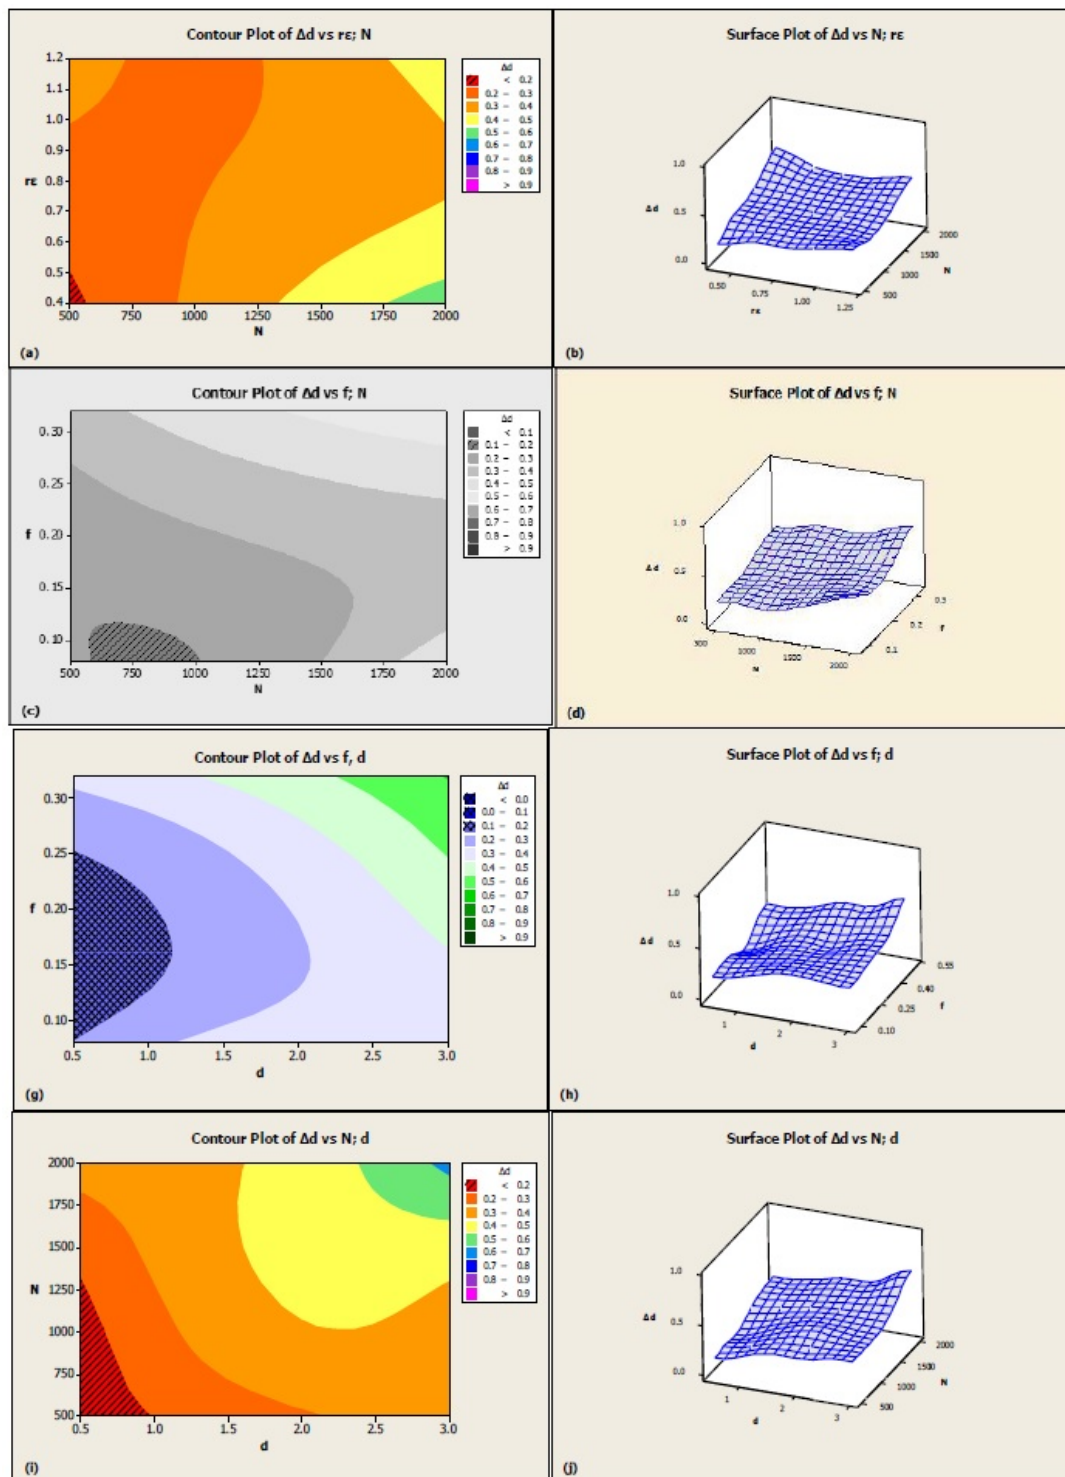 Contour Plot of Δd vs rε; N
1.2
1.1
1.0
0.9
rε 0.8
0.7
0.6
0.5
0.4
500 750 1000 1250 1500 1750 2000
N
Δd
< 0.2
0.2 – 0.3
0.3 – 0.4
0.4 – 0.5
0.5 – 0.6
0.6 – 0.7
0.7 – 0.8
0.8 – 0.9
> 0.9
(a)
Surface Plot of Δd vs N; rε
1.0
Δd 0.5
0.0
0.50 0.75 1.00 1.25
rε
500 1000 1500 2000
N
(b)
Contour Plot of Δd vs f; N
0.30
0.25
f 0.20
0.15
0.10
500 750 1000 1250 1500 1750 2000
N
Δd
< 0.1
0.1 – 0.2
0.2 – 0.3
0.3 – 0.4
0.4 – 0.5
0.5 – 0.6
0.6 – 0.7
0.7 – 0.8
0.8 – 0.9
> 0.9
(c)
Surface Plot of Δd vs f; N
1.0
Δd 0.5
0.0
500 1000 1500 2000
N
0.1 0.2 0.3
f
(d)
Contour Plot of Δd vs f, d
0.30
0.25
f 0.20
0.15
0.10
0.5 1.0 1.5 2.0 2.5 3.0
d
Δd
< 0.0
0.0 – 0.1
0.1 – 0.2
0.2 – 0.3
0.3 – 0.4
0.4 – 0.5
0.5 – 0.6
0.6 – 0.7
0.7 – 0.8
0.8 – 0.9
> 0.9
(g)
Surface Plot of Δd vs f; d
1.0
Δd 0.5
0.0
1 2 3
d
0.10 0.25 0.40 0.55
f
(h)
Contour Plot of Δd vs N; d
2000
1750
1500
N 1250
1000
750
500
0.5 1.0 1.5 2.0 2.5 3.0
d
Δd
< 0.2
0.2 – 0.3
0.3 – 0.4
0.4 – 0.5
0.5 – 0.6
0.6 – 0.7
0.7 – 0.8
0.8 – 0.9
> 0.9
(i)
Surface Plot of Δd vs N; d
1.0
Δd 0.5
0.0
1 2 3
d
500 1000 1500 2000
N
(j)